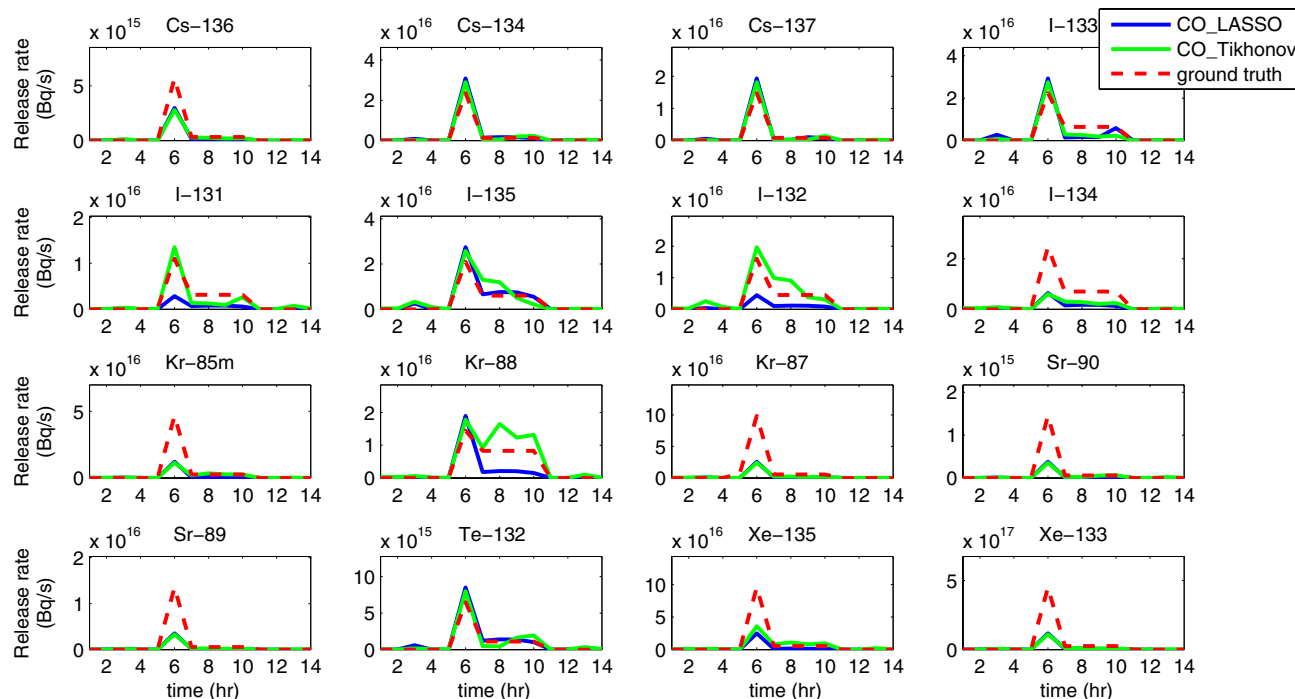 x 10^15 Cs−136
x 10^16 Cs−134
x 10^16 Cs−137
x 10^16 I−133
CO_LASSO
CO_Tikhonov
ground truth
Release rate
(Bq/s)
5
0
2 4 6 8 10 12 14
4
2
0
2 4 6 8 10 12 14
2
1
0
2 4 6 8 10 12 14
4
2
0
2 4 6 8 10 12 14
x 10^16 I−131
x 10^16 I−135
x 10^16 I−132
x 10^16 I−134
Release rate
(Bq/s)
2
1
0
2 4 6 8 10 12 14
4
2
0
2 4 6 8 10 12 14
2
1
0
2 4 6 8 10 12 14
2
0
2 4 6 8 10 12 14
x 10^16 Kr−85m
x 10^16 Kr−88
x 10^16 Kr−87
x 10^15 Sr−90
Release rate
(Bq/s)
5
0
2 4 6 8 10 12 14
2
1
0
2 4 6 8 10 12 14
10
5
0
2 4 6 8 10 12 14
2
1
0
2 4 6 8 10 12 14
x 10^16 Sr−89
x 10^15 Te−132
x 10^16 Xe−135
x 10^17 Xe−133
Release rate
(Bq/s)
2
1
0
2 4 6 8 10 12 14
time (hr)
10
5
0
2 4 6 8 10 12 14
time (hr)
10
5
0
2 4 6 8 10 12 14
time (hr)
5
0
2 4 6 8 10 12 14
time (hr)